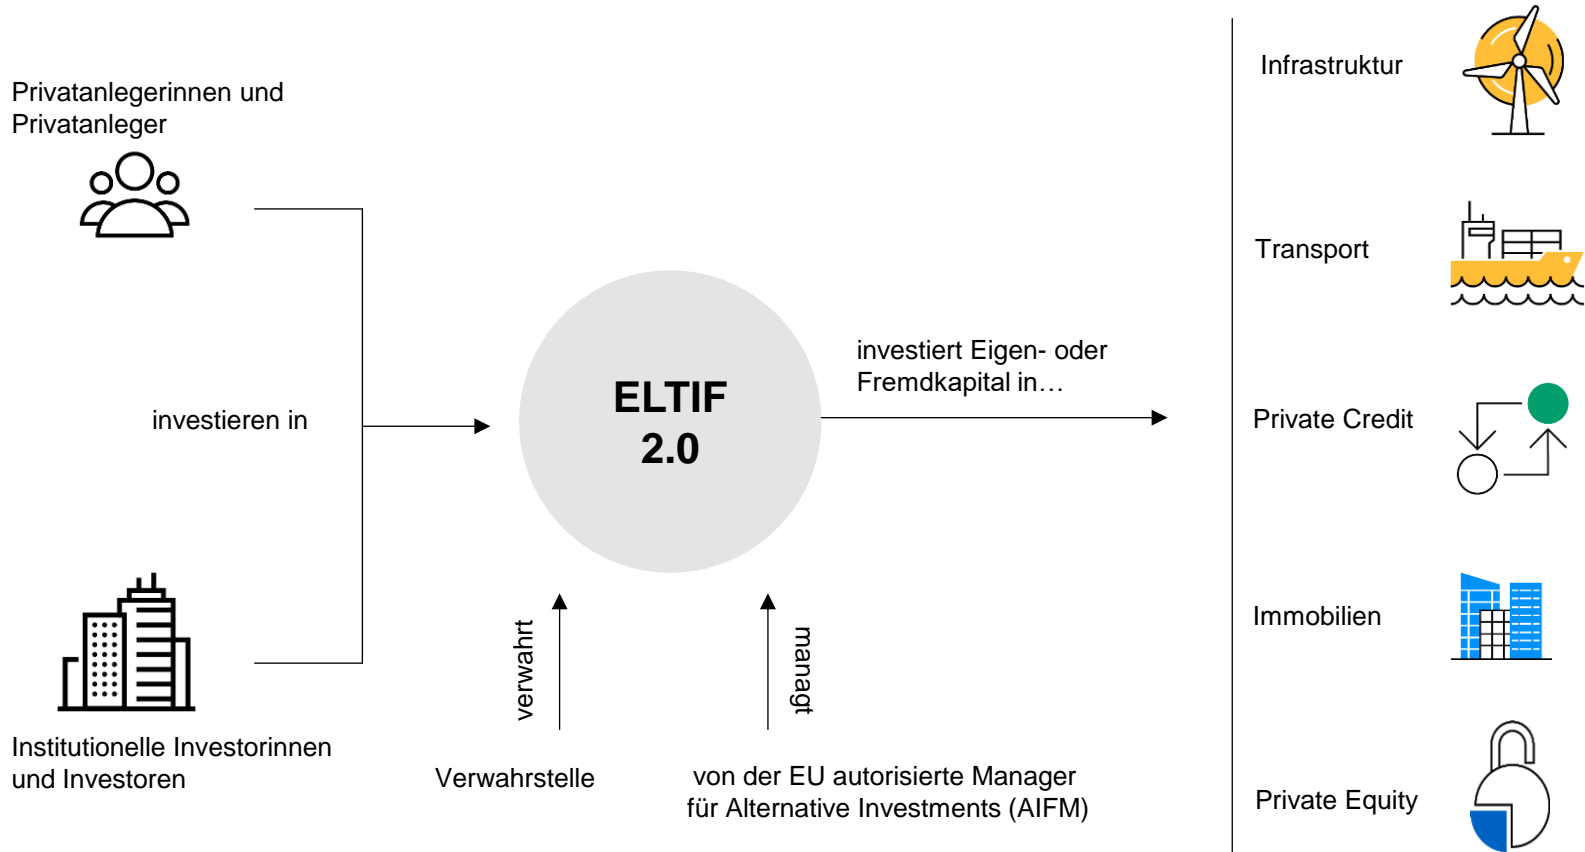 Privatanlegerinnen und
Privatanleger
investieren in
Institutionelle Investorinnen
und Investoren
ELTIF
2.0
verwahrt
Verwahrstelle
managt
von der EU autorisierte Manager
für Alternative Investments (AIFM)
investiert Eigen- oder
Fremdkapital in…
Infrastruktur
Transport
Private Credit
Immobilien
Private Equity